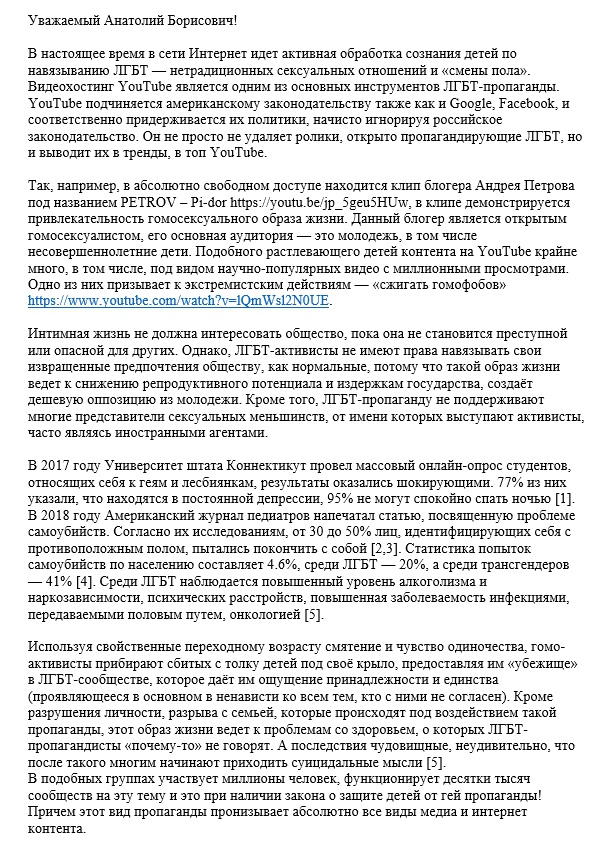 Уважаемый Анатолий Борисович!
В настоящее время в сети Интернет идет активная обработка сознания детей по
навязыванию ЛГБТ — нетрадиционных сексуальных отношений и «смены пола».
Видеохостинг YouTube является одним из основных инструментов ЛГБТ-пропаганды.
YouTube подчиняется американскому законодательству также как и Google, Facebook, и
соответственно придерживается их политики, начисто игнорируя российское
законодательство. Он не просто не удаляет ролики, открыто пропагандирующие ЛГБТ, но
и выводит их в тренды, в топ YouTube.
Так, например, в абсолютно свободном доступе находится клип блогера Андрея Петрова
под названием PETROV – Pi-dor https://youtu.be/jp_5geu5HUw, в клипе демонстрируется
привлекательность гомосексуального образа жизни. Данный блогер является открытым
гомосексуалистом, его основная аудитория — это молодежь, в том числе
несовершеннолетние дети. Подобного растлевающего детей контента на YouTube крайне
много, в том числе, под видом научно-популярных видео с миллионными просмотрами.
Одно из них призывает к экстремистским действиям — «сжигать гомофобов»
https://www.youtube.com/watch?v=lQmWsl2N0UE.
Интимная жизнь не должна интересовать общество, пока она не становится преступной
или опасной для других. Однако, ЛГБТ-активисты не имеют права навязывать свои
извращенные предпочтения обществу, как нормальные, потому что такой образ жизни
ведет к снижению репродуктивного потенциала и издержкам государства, создаёт
дешевую оппозицию из молодежи. Кроме того, ЛГБТ-пропаганду не поддерживают
многие представители сексуальных меньшинств, от имени которых выступают активисты,
часто являясь иностранными агентами.
В 2017 году Университет штата Коннектикут провел массовый онлайн-опрос студентов,
относящих себя к геям и лесбиянкам, результаты оказались шокирующими. 77% из них
указали, что находятся в постоянной депрессии, 95% не могут спокойно спать ночью [1].
В 2018 году Американский журнал педиатров напечатал статью, посвященную проблеме
самоубийств. Согласно их исследованиям, от 30 до 50% лиц, идентифицирующих себя с
противоположным полом, пытались покончить с собой [2,3]. Статистика попыток
самоубийств по населению составляет 4.6%, среди ЛГБТ — 20%, а среди трансгендеров
— 41% [4]. Среди ЛГБТ наблюдается повышенный уровень алкоголизма и
наркозависимости, психических расстройств, повышенная заболеваемость инфекциями,
передаваемыми половым путем, онкологией [5].
Используя свойственные переходному возрасту смятение и чувство одиночества, гомо-
активисты прибирают сбитых с толку детей под своё крыло, предоставляя им «убежище»
в ЛГБТ-сообществе, которое даёт им ощущение принадлежности и единства
(проявляющееся в основном в ненависти ко всем тем, кто с ними не согласен). Кроме
разрушения личности, разрыва с семьей, которые происходят под воздействием такой
пропаганды, этот образ жизни ведет к проблемам со здоровьем, о которых ЛГБТ-
пропагандисты «почему-то» не говорят. А последствия чудовищные, неудивительно, что
после такого многим начинают приходить суицидальные мысли [5].
В подобных группах участвует миллионы человек, функционирует десятки тысяч
сообществ на эту тему и это при наличии закона о защите детей от гей пропаганды!
Причем этот вид пропаганды пронизывает абсолютно все виды медиа и интернет
контента.